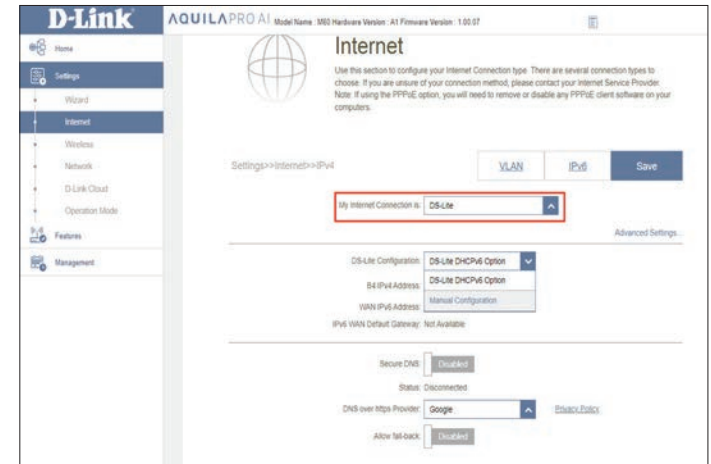 D-Link
AQUILA PRO AI Model Name : M60 Hardware Version : A1 Firmware Version : 1.00.07
Home
Settings
Wizard
Internet
Wireless
Network
D-Link Cloud
Operation Mode
Features
Management
Internet
Use this section to configure your Internet Connection type. There are several connection types to
choose. If you are unsure of your connection method, please contact your Internet Service Provider.
Note: If using the PPPoE option, you will need to remove or disable any PPPoE client software on your
computers.
Settings>>Internet>>IPv4
VLAN
IPv6
Save
My Internet Connection is: DS-Lite
Advanced Settings...
DS-Lite Configuration: DS-Lite DHCPv6 Option
DS-Lite DHCPv6 Option
Manual Configuration
B4 IPv4 Address:
WAN IPv6 Address:
IPv6 WAN Default Gateway: Not Available
Secure DNS: Disabled
Status: Disconnected
DNS over https Provider: Google
Privacy Policy
Allow fall-back: Disabled